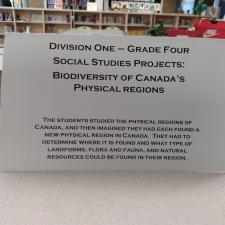 Division One – Grade Four
Social Studies Projects:
Biodiversity of Canada's
Physical regions
The students studied the physical regions of
Canada, and then imagined they had each found a
new physical region in Canada. They had to
determine where it is found and what type of
landforms, flora and fauna, and natural
resources could be found in their region.